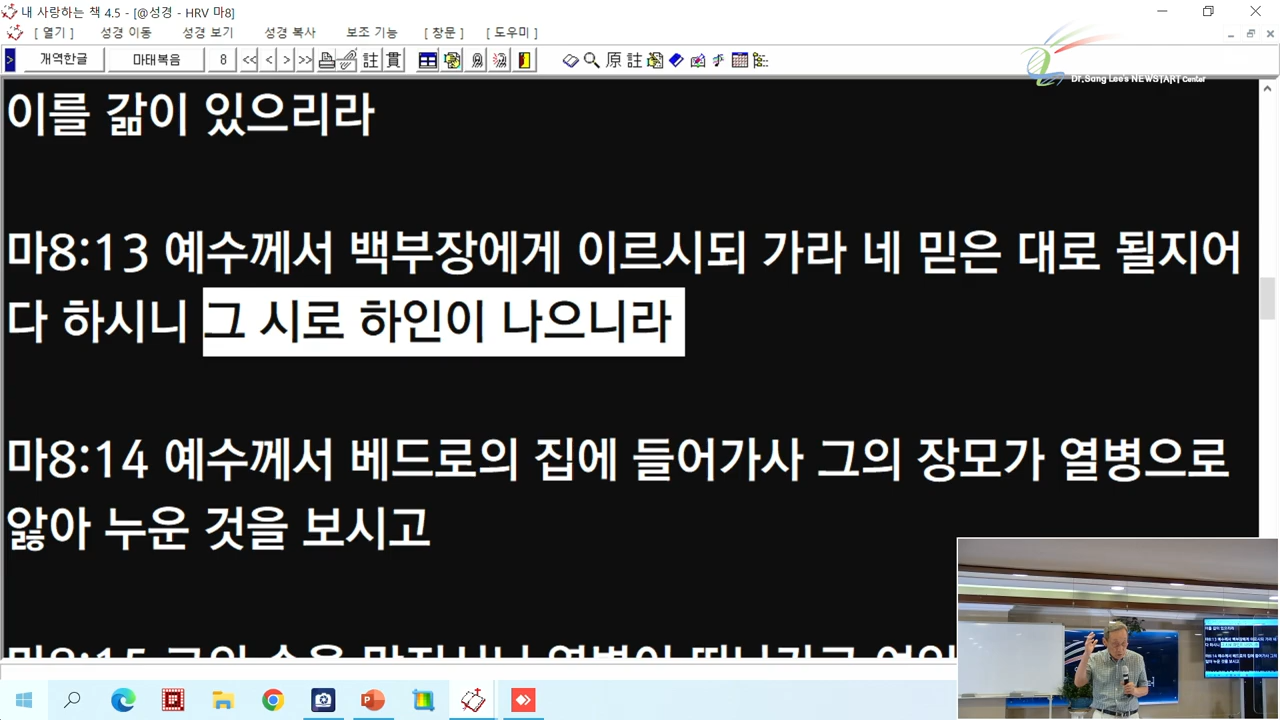 내 사랑하는 책 4.5 - [@성경 - HRV 마8]
[ 열기 ] 성경 이동 성경 보기 성경 복사 보조 기능 [ 창문 ] [ 도우미 ]
개역한글 마태복음 8 << < > >> 註 貫 原 註
Dr.Sang Lee's NEWSTART Center
이를 갊이 있으리라
마8:13 예수께서 백부장에게 이르시되 가라 네 믿은 대로 될지어
다 하시니 그 시로 하인이 나으니라
마8:14 예수께서 베드로의 집에 들어가사 그의 장모가 열병으로
앓아 누운 것을 보시고